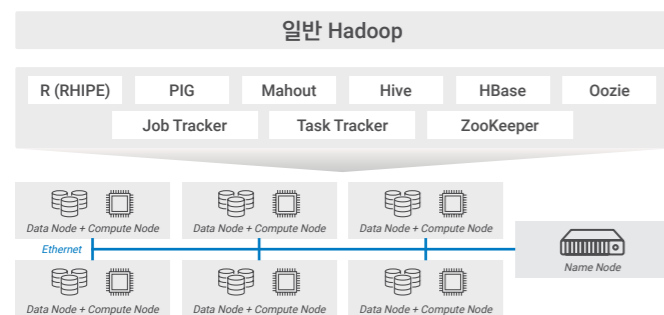 일반 Hadoop
R (RHIPE) PIG Mahout Hive HBase Oozie
Job Tracker Task Tracker ZooKeeper
Data Node + Compute Node Data Node + Compute Node Data Node + Compute Node
Ethernet
Name Node
Data Node + Compute Node Data Node + Compute Node Data Node + Compute Node